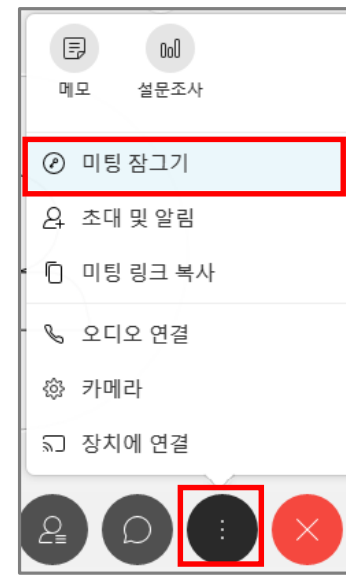 메모 설문조사
미팅 잠그기
초대 및 알림
미팅 링크 복사
오디오 연결
카메라
장치에 연결